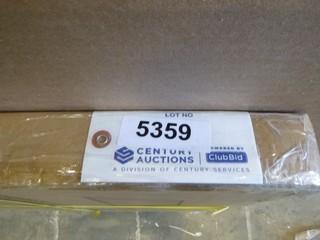 LOT NO
5359
CENTURY AUCTIONS
POWERED BY
ClubBid
A DIVISION OF CENTURY SERVICES